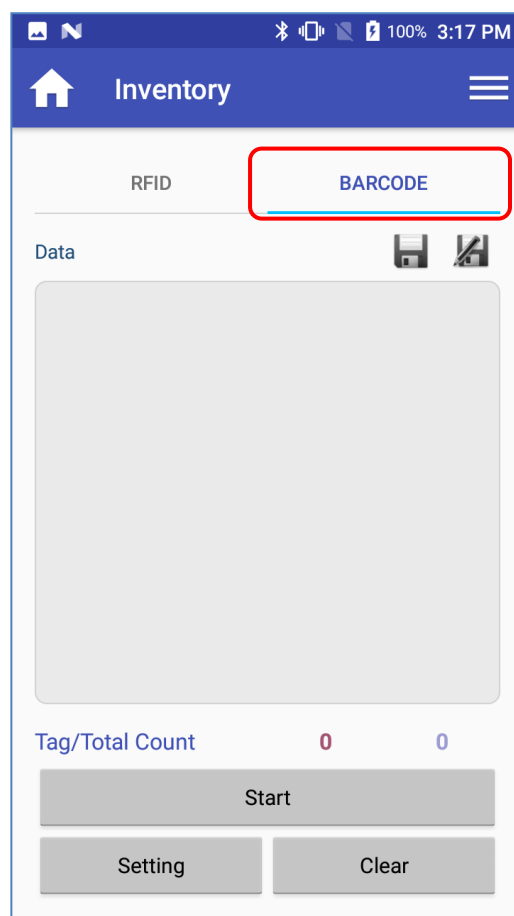 100% 3:17 PM
Inventory
RFID BARCODE
Data
Tag/Total Count 0 0
Start
Setting Clear